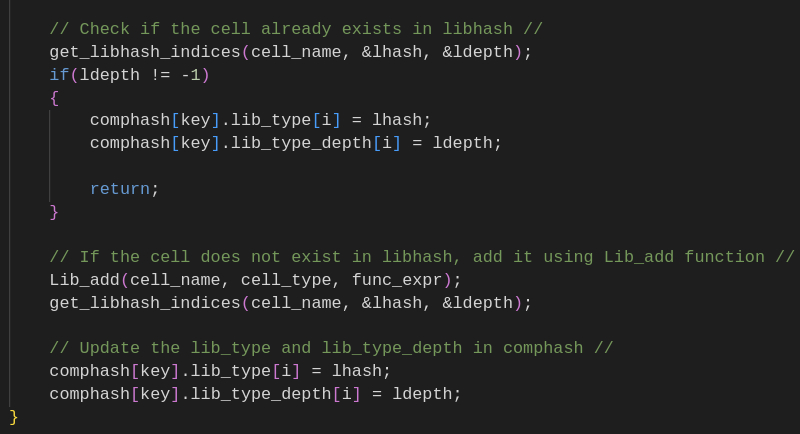 // Check if the cell already exists in libhash //
get_libhash_indices(cell_name, &lhash, &ldepth);
if(ldepth != -1)
{
comphash[key].lib_type[i] = lhash;
comphash[key].lib_type_depth[i] = ldepth;
return;
}
// If the cell does not exist in libhash, add it using Lib_add function //
Lib_add(cell_name, cell_type, func_expr);
get_libhash_indices(cell_name, &lhash, &ldepth);
// Update the lib_type and lib_type_depth in comphash //
comphash[key].lib_type[i] = lhash;
comphash[key].lib_type_depth[i] = ldepth;
}